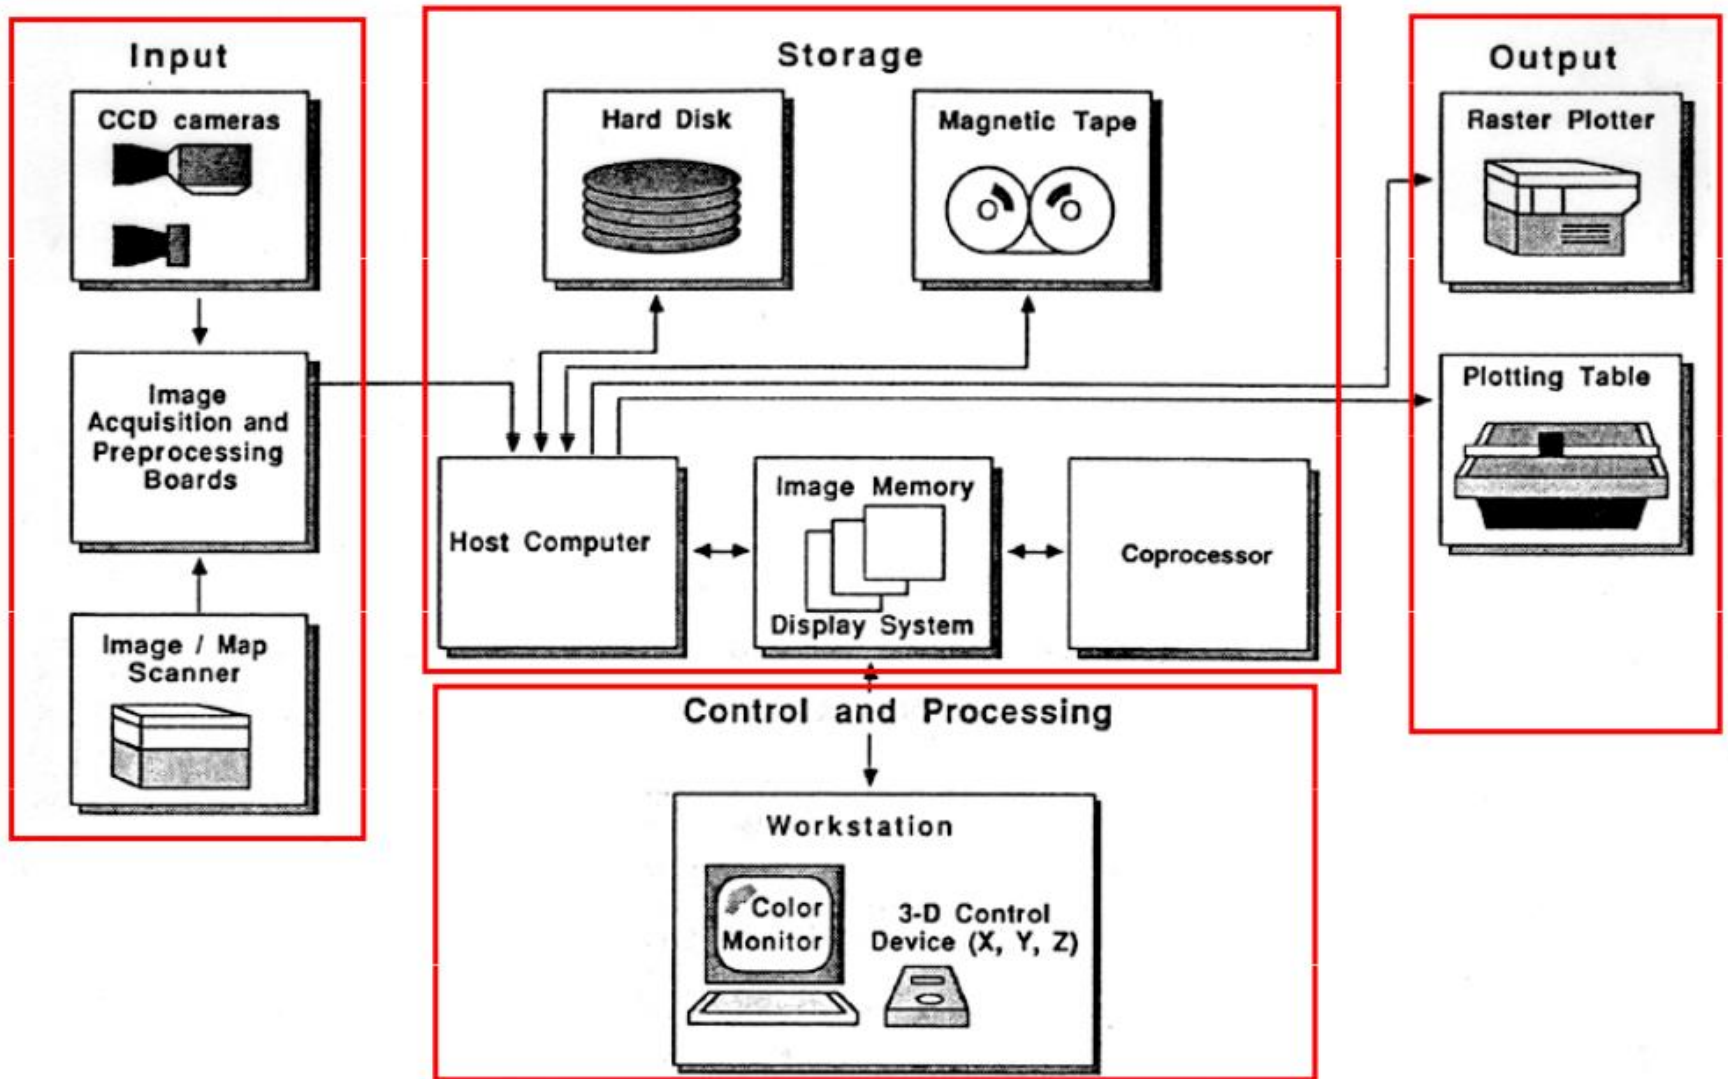 Input
CCD cameras
Image
Acquisition and
Preprocessing
Boards
Image / Map
Scanner
Storage
Hard Disk
Magnetic Tape
Host Computer
Image Memory
Display System
Coprocessor
Control and Processing
Workstation
Color
Monitor
3-D Control
Device (X, Y, Z)
Output
Raster Plotter
Plotting Table